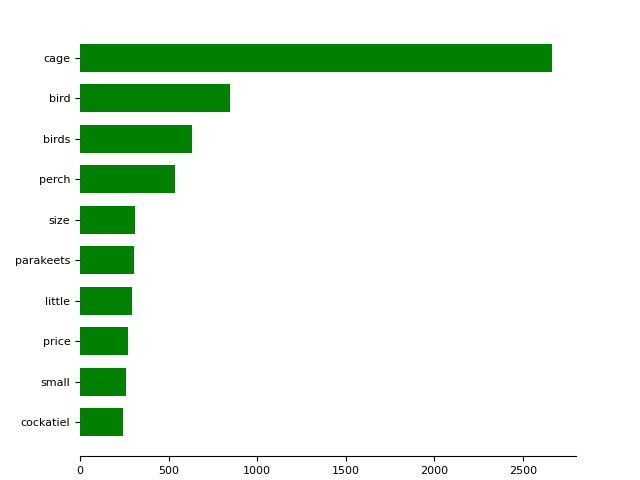 cage
bird
birds
perch
size
parakeets
little
price
small
cockatiel
0 500 1000 1500 2000 2500